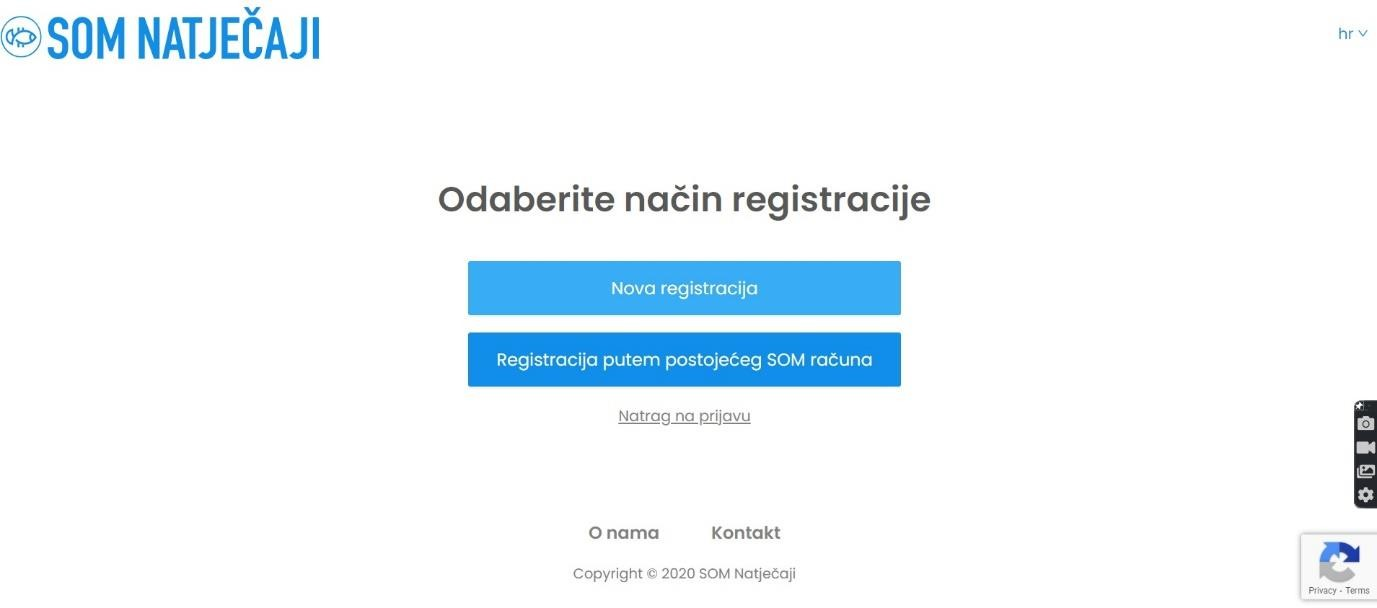 SOM NATJEČAJI
hr
Odaberite način registracije
Nova registracija
Registracija putem postojećeg SOM računa
Natrag na prijavu
O nama Kontakt
Copyright © 2020 SOM Natječaji
Privacy - Terms